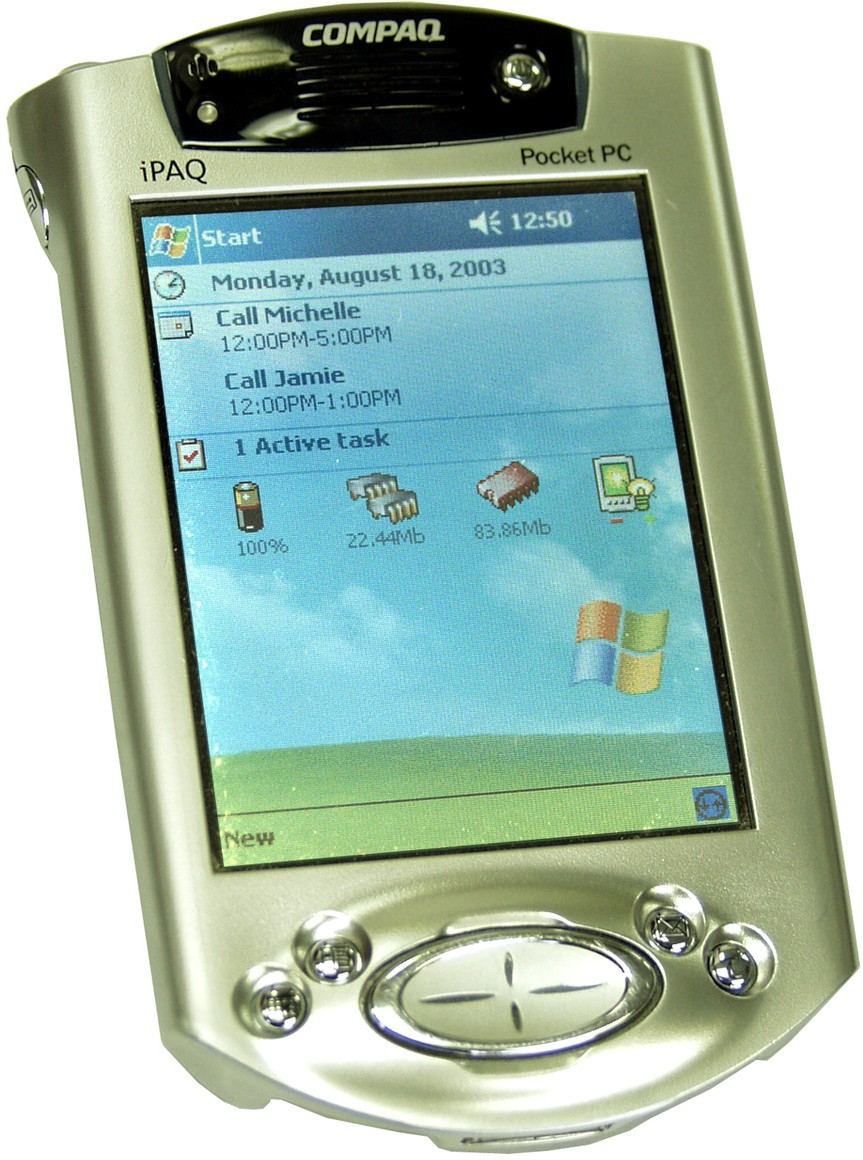 COMPAQ
iPAQ Pocket PC
Start 12:50
Monday, August 18, 2003
Call Michelle
12:00PM-5:00PM
Call Jamie
12:00PM-1:00PM
1 Active task
100% 22.44Mb 83.86Mb
New